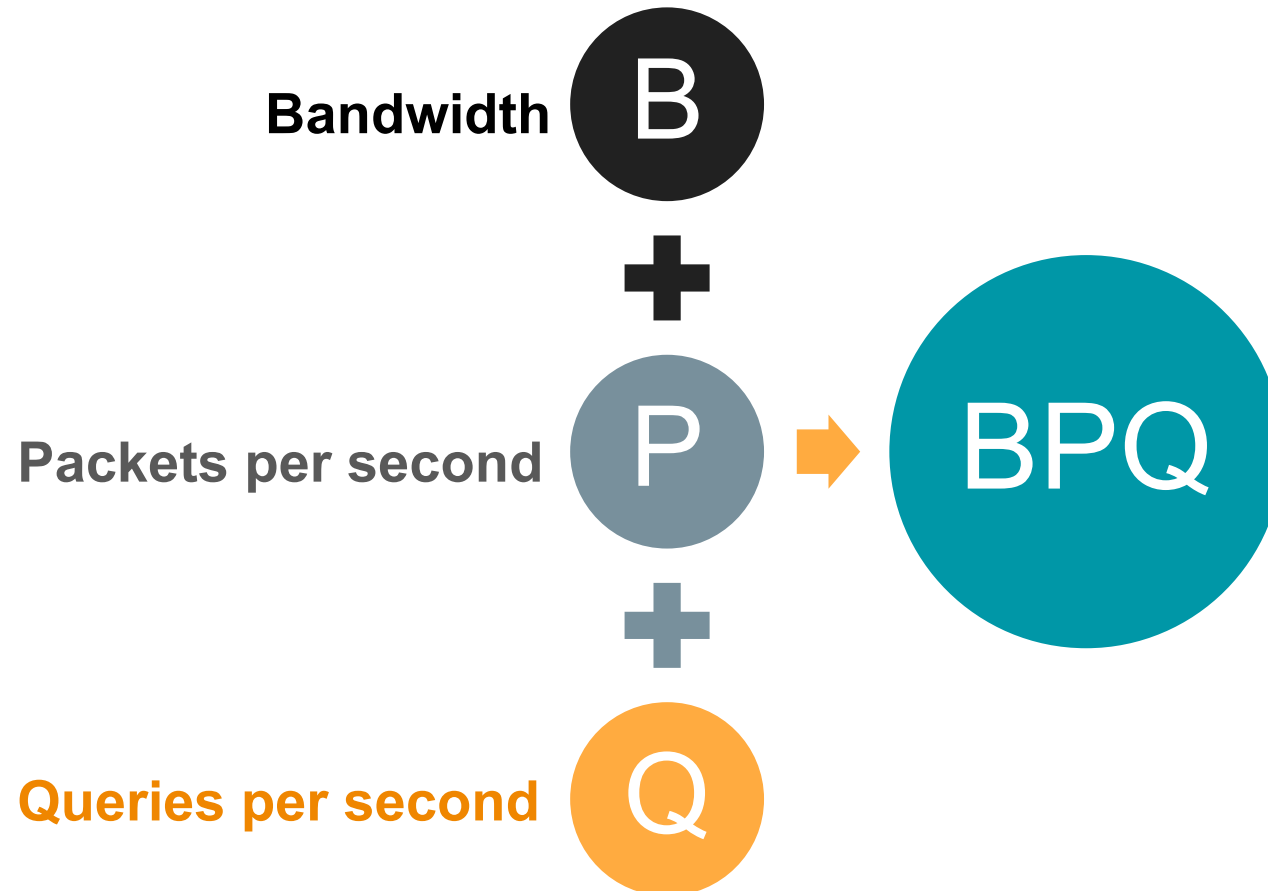 Bandwidth B
Packets per second P
BPQ
Queries per second Q